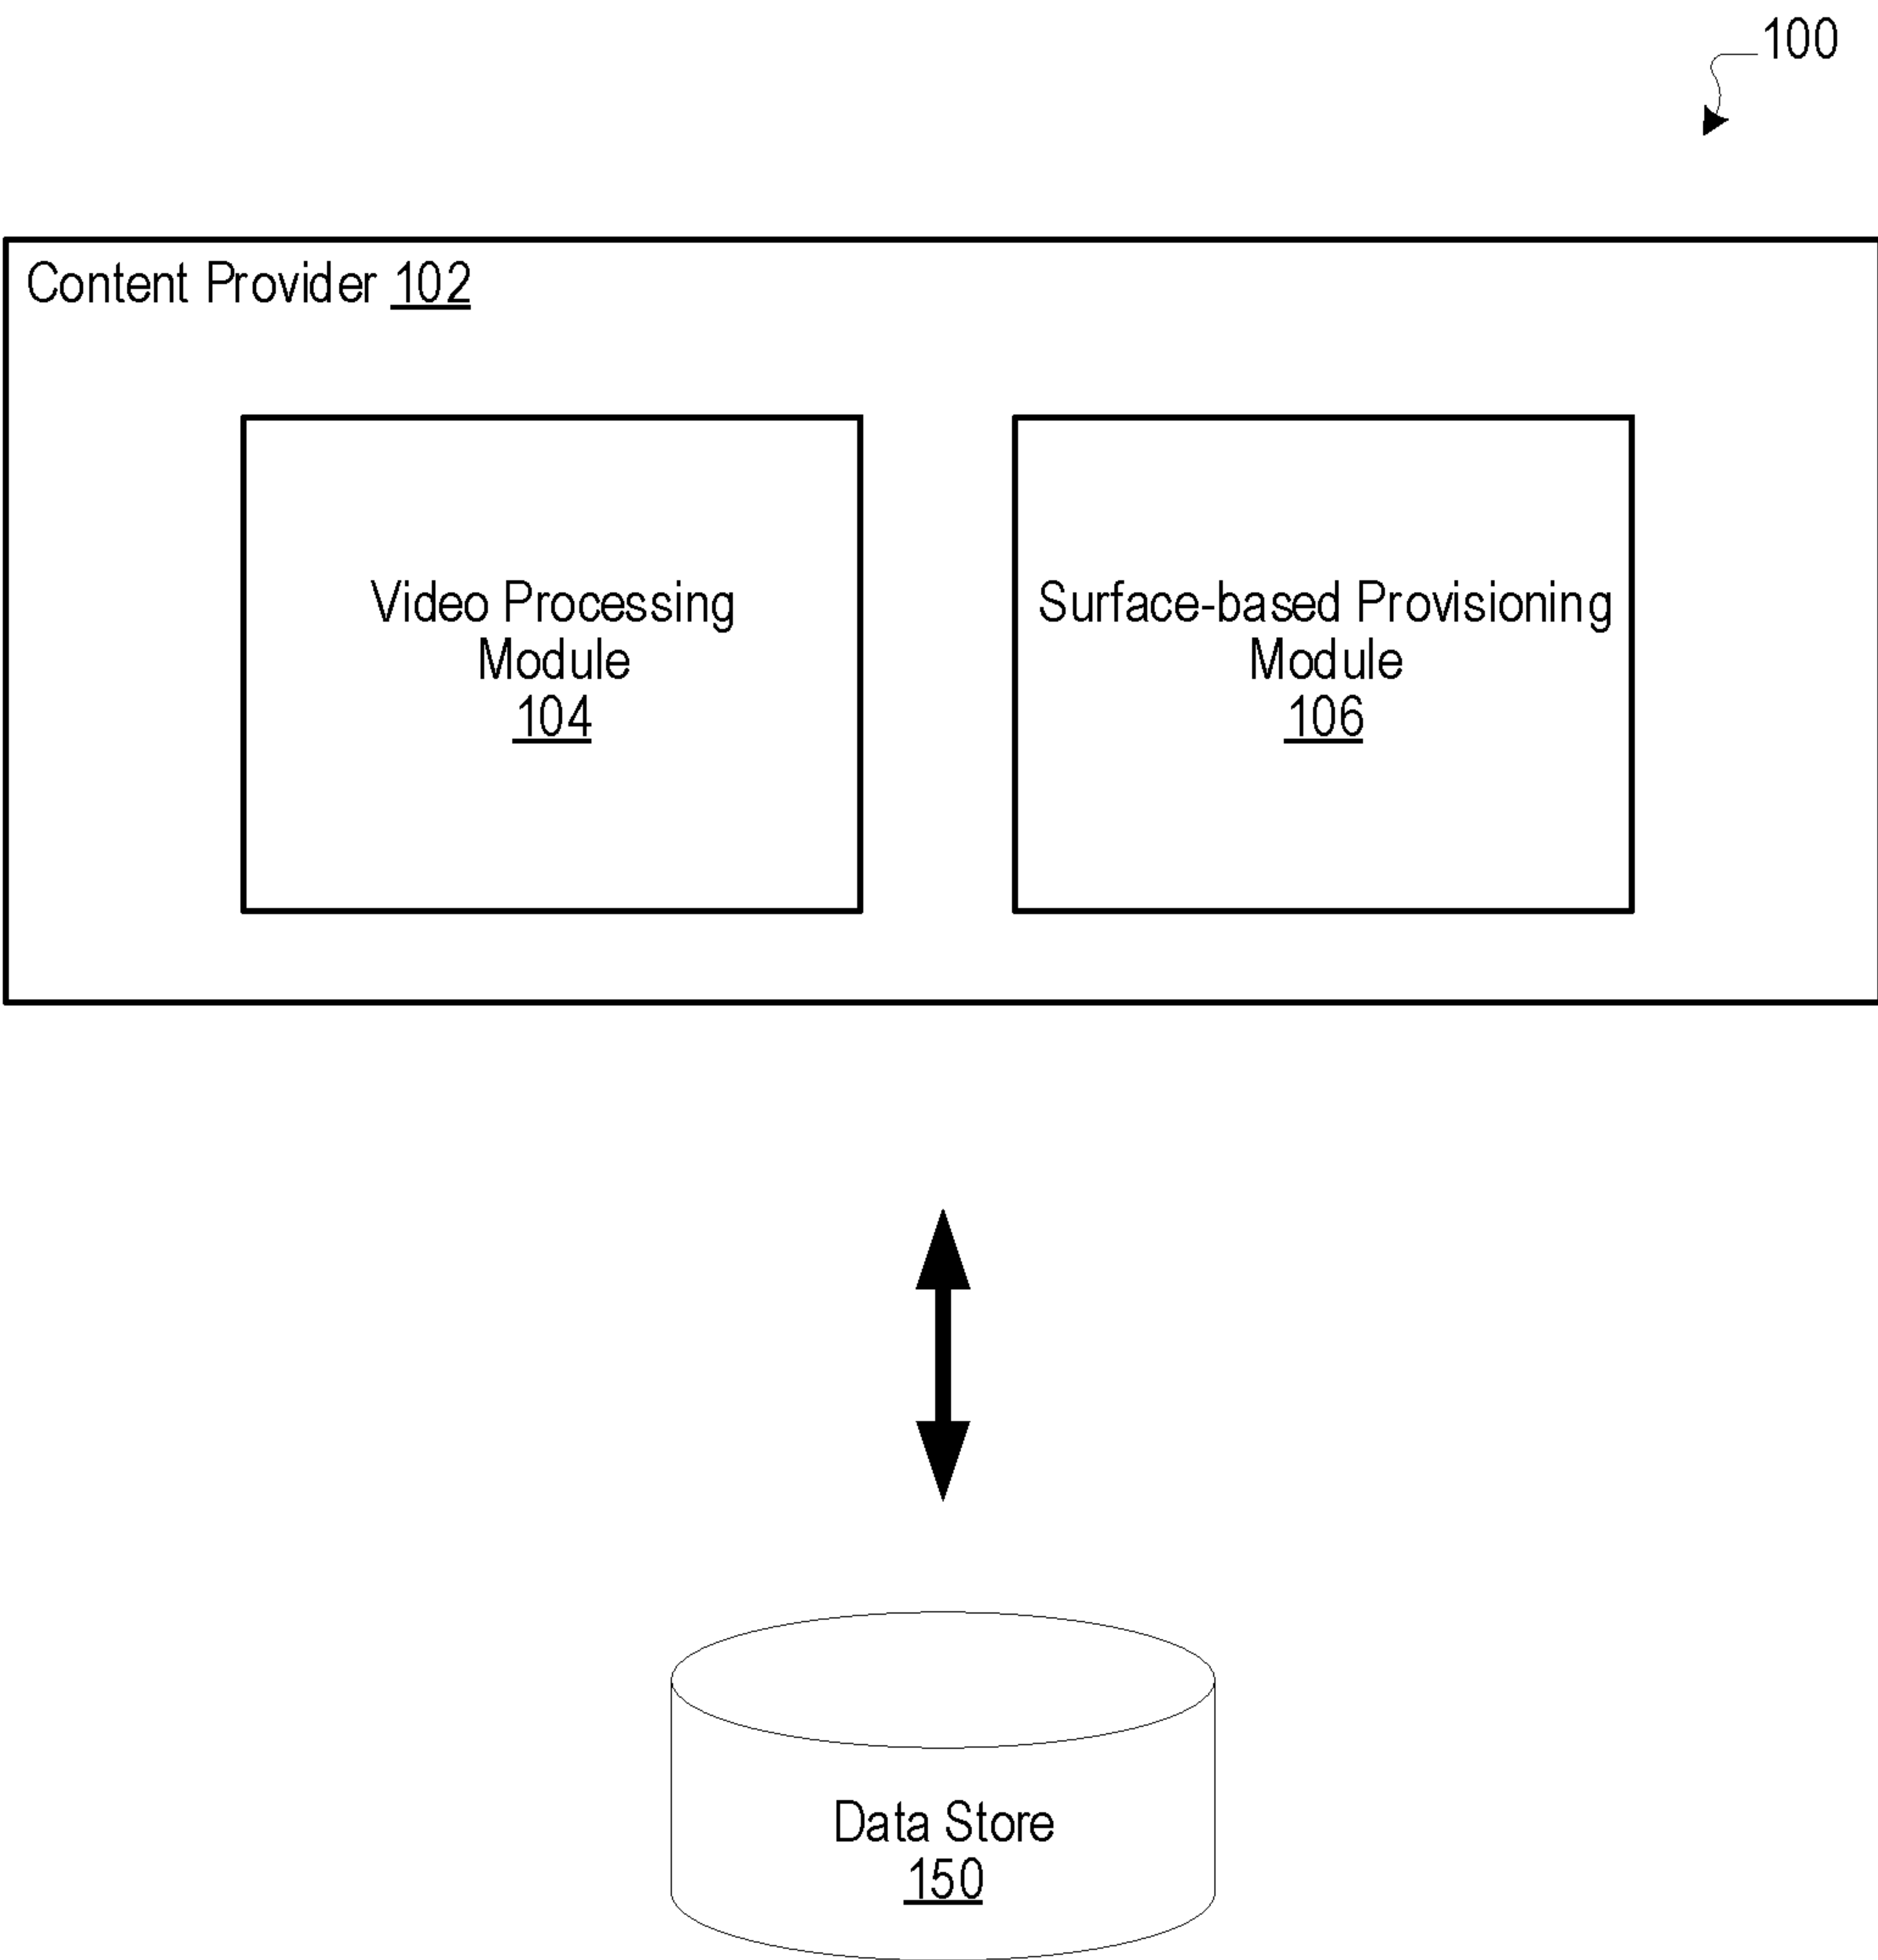 100
Content Provider 102
Video Processing
Module
104
Surface-based Provisioning
Module
106
Data Store
150